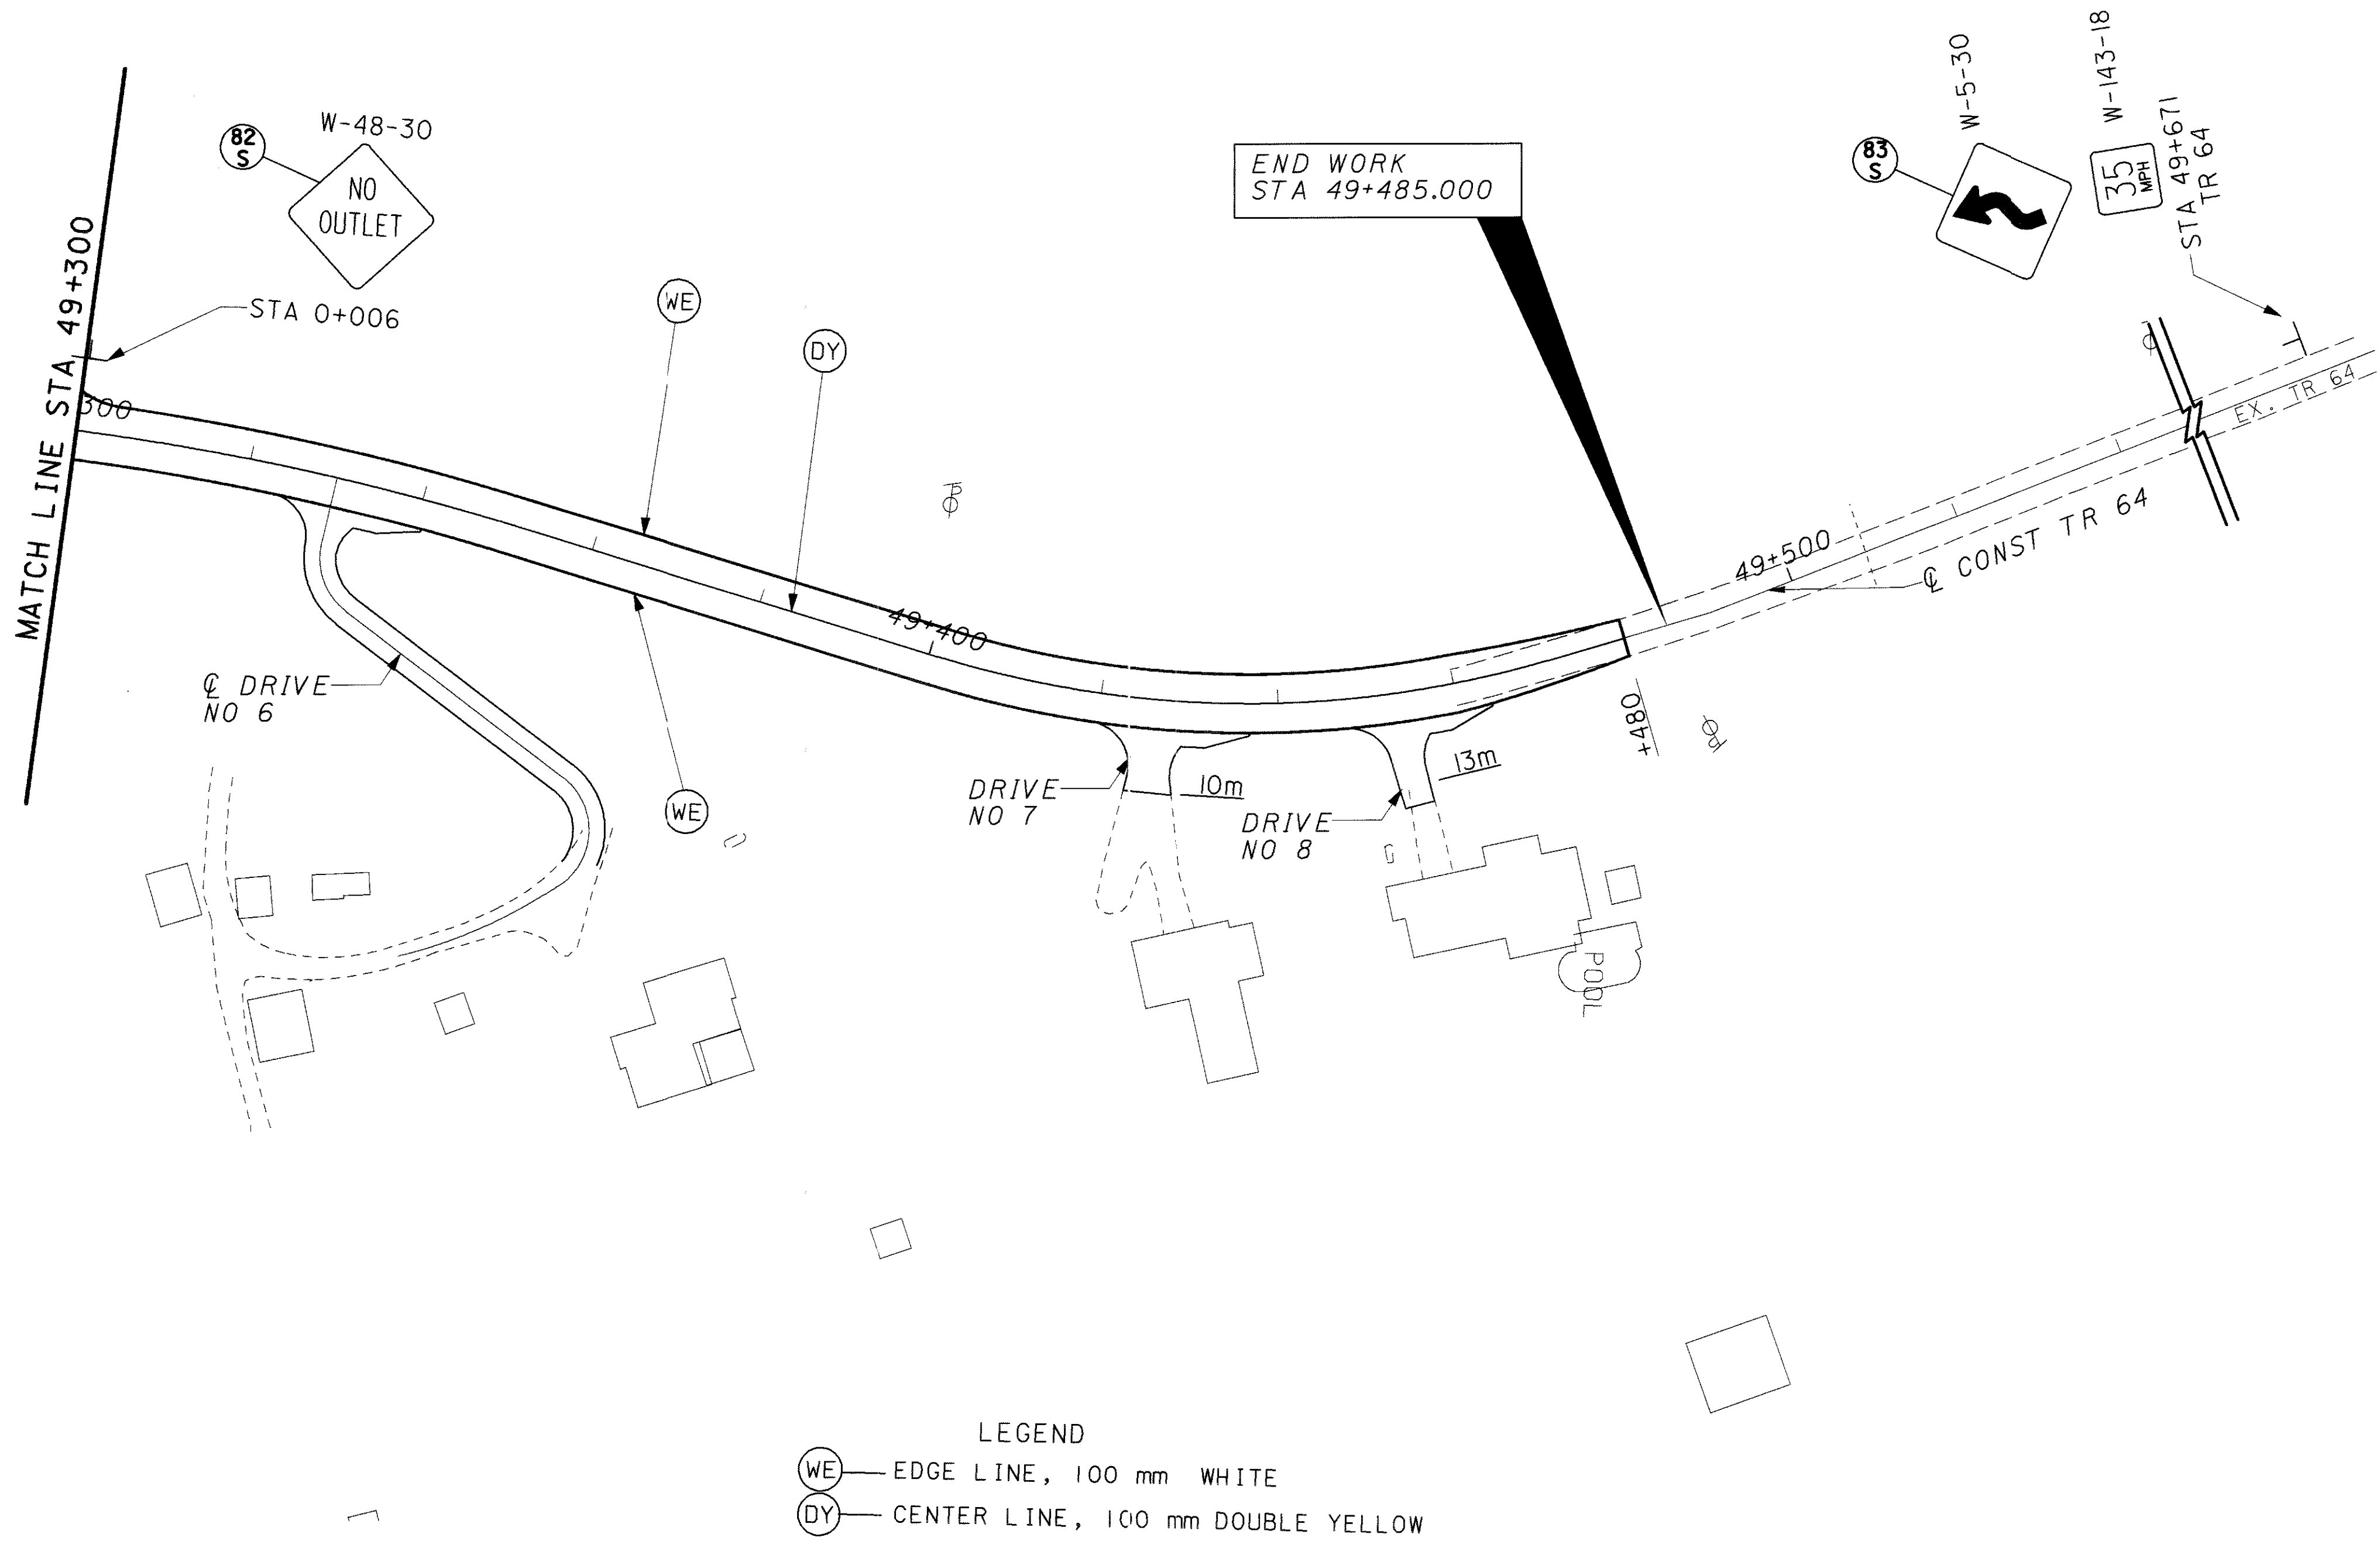 W-48-30
82
S
NO
OUTLET
STA 0+006
MATCH LINE STA 49+300
300
WE
DY
END WORK
STA 49+485.000
83
S
W-5-30
W-143-18
35
MPH
STA 49+671
TR 64
EX. TR 64
49+500
℄ CONST TR 64
49+400
℄ DRIVE
NO 6
WE
DRIVE
NO 7
10m
DRIVE
NO 8
13m
+480
POOL
LEGEND
WE EDGE LINE, 100 mm WHITE
DY CENTER LINE, 100 mm DOUBLE YELLOW